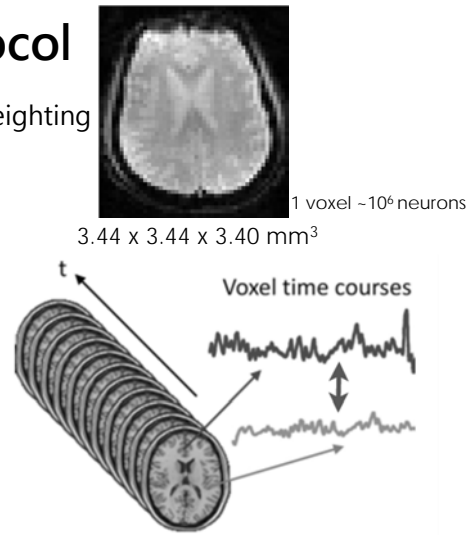 ocol
eighting
1 voxel ~10⁶ neurons
3.44 x 3.44 x 3.40 mm³
t
Voxel time courses